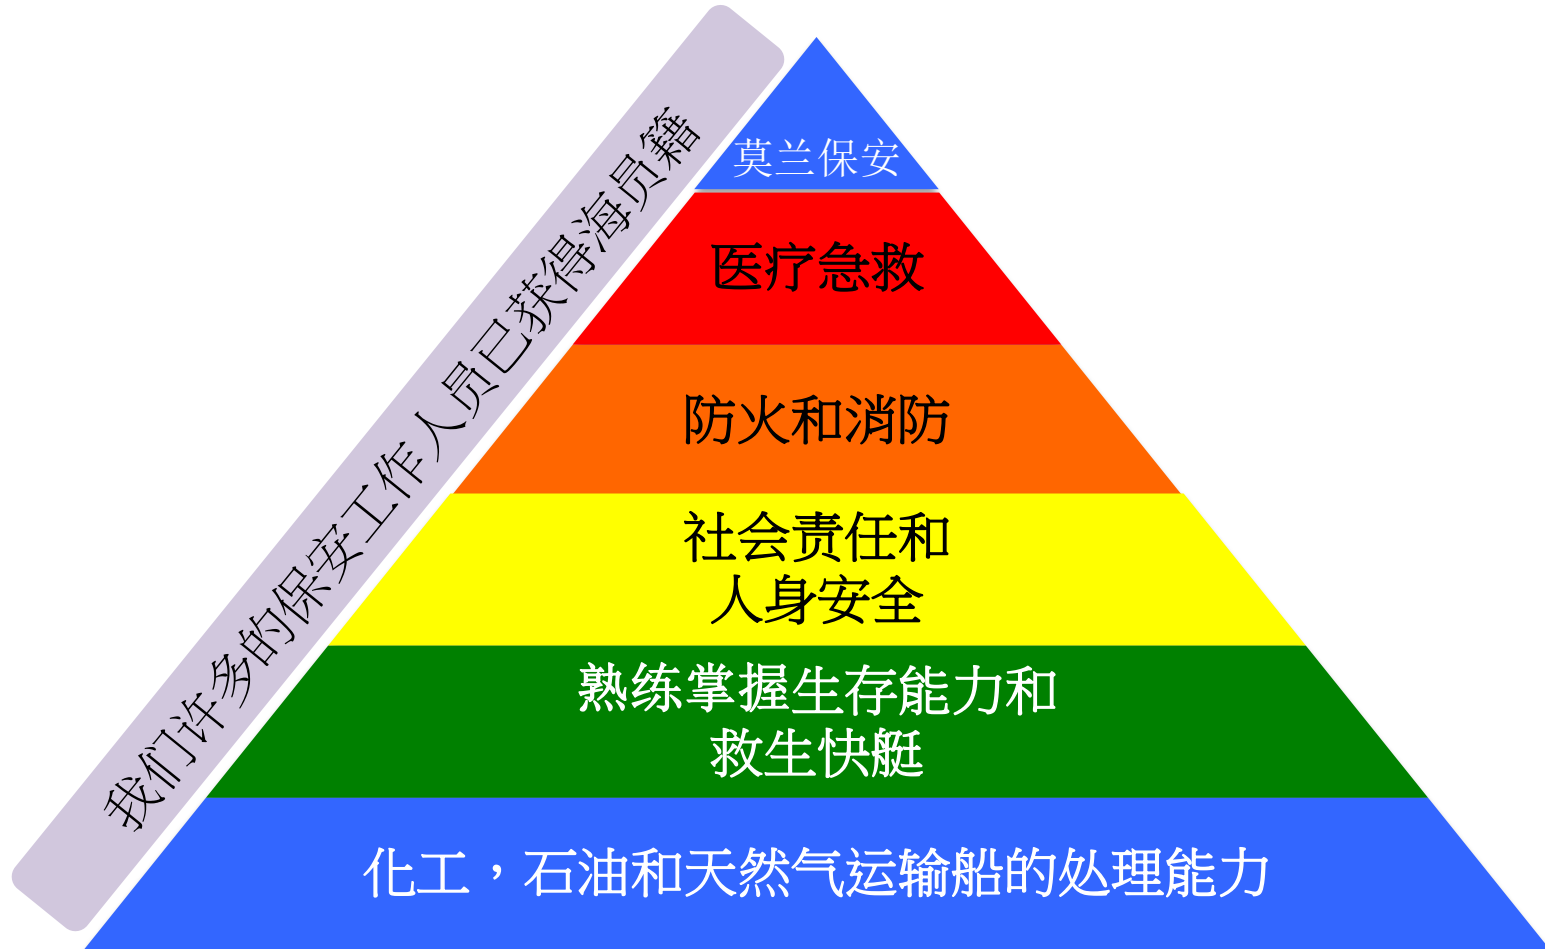 我们许多的保安工作人员已获得海员籍
莫兰保安
医疗急救
防火和消防
社会责任和
人身安全
熟练掌握生存能力和
救生快艇
化工，石油和天然气运输船的处理能力